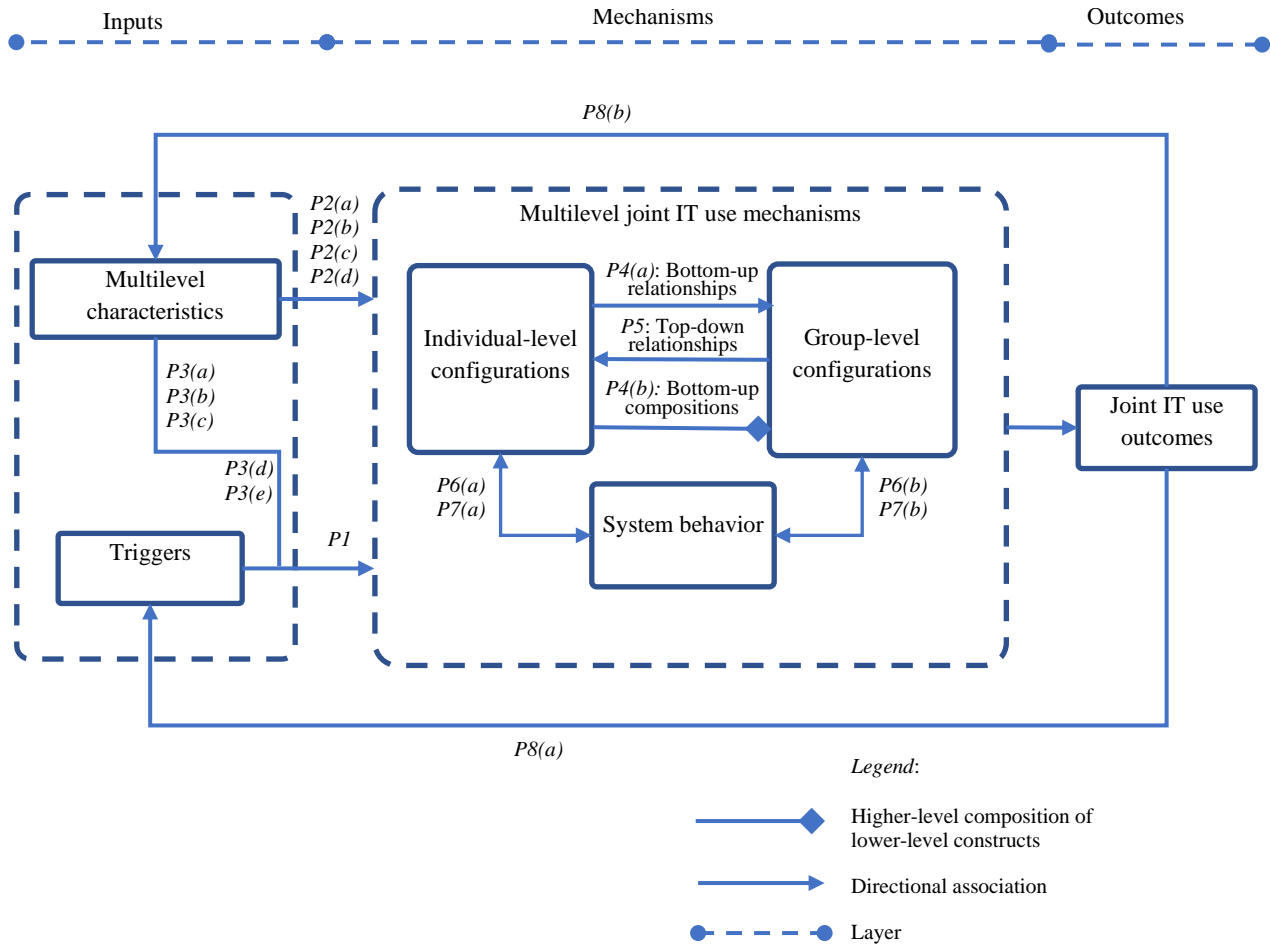 Inputs
Mechanisms
Outcomes
P8(b)
P2(a)
P2(b)
P2(c)
P2(d)
Multilevel joint IT use mechanisms
Multilevel
characteristics
P3(a)
P3(b)
P3(c)
P3(d)
P3(e)
Triggers
P1
Individual-level
configurations
P4(a): Bottom-up
relationships
P5: Top-down
relationships
P4(b): Bottom-up
compositions
Group-level
configurations
P6(a)
P7(a)
System behavior
P6(b)
P7(b)
Joint IT use
outcomes
P8(a)
Legend:
Higher-level composition of
lower-level constructs
Directional association
Layer